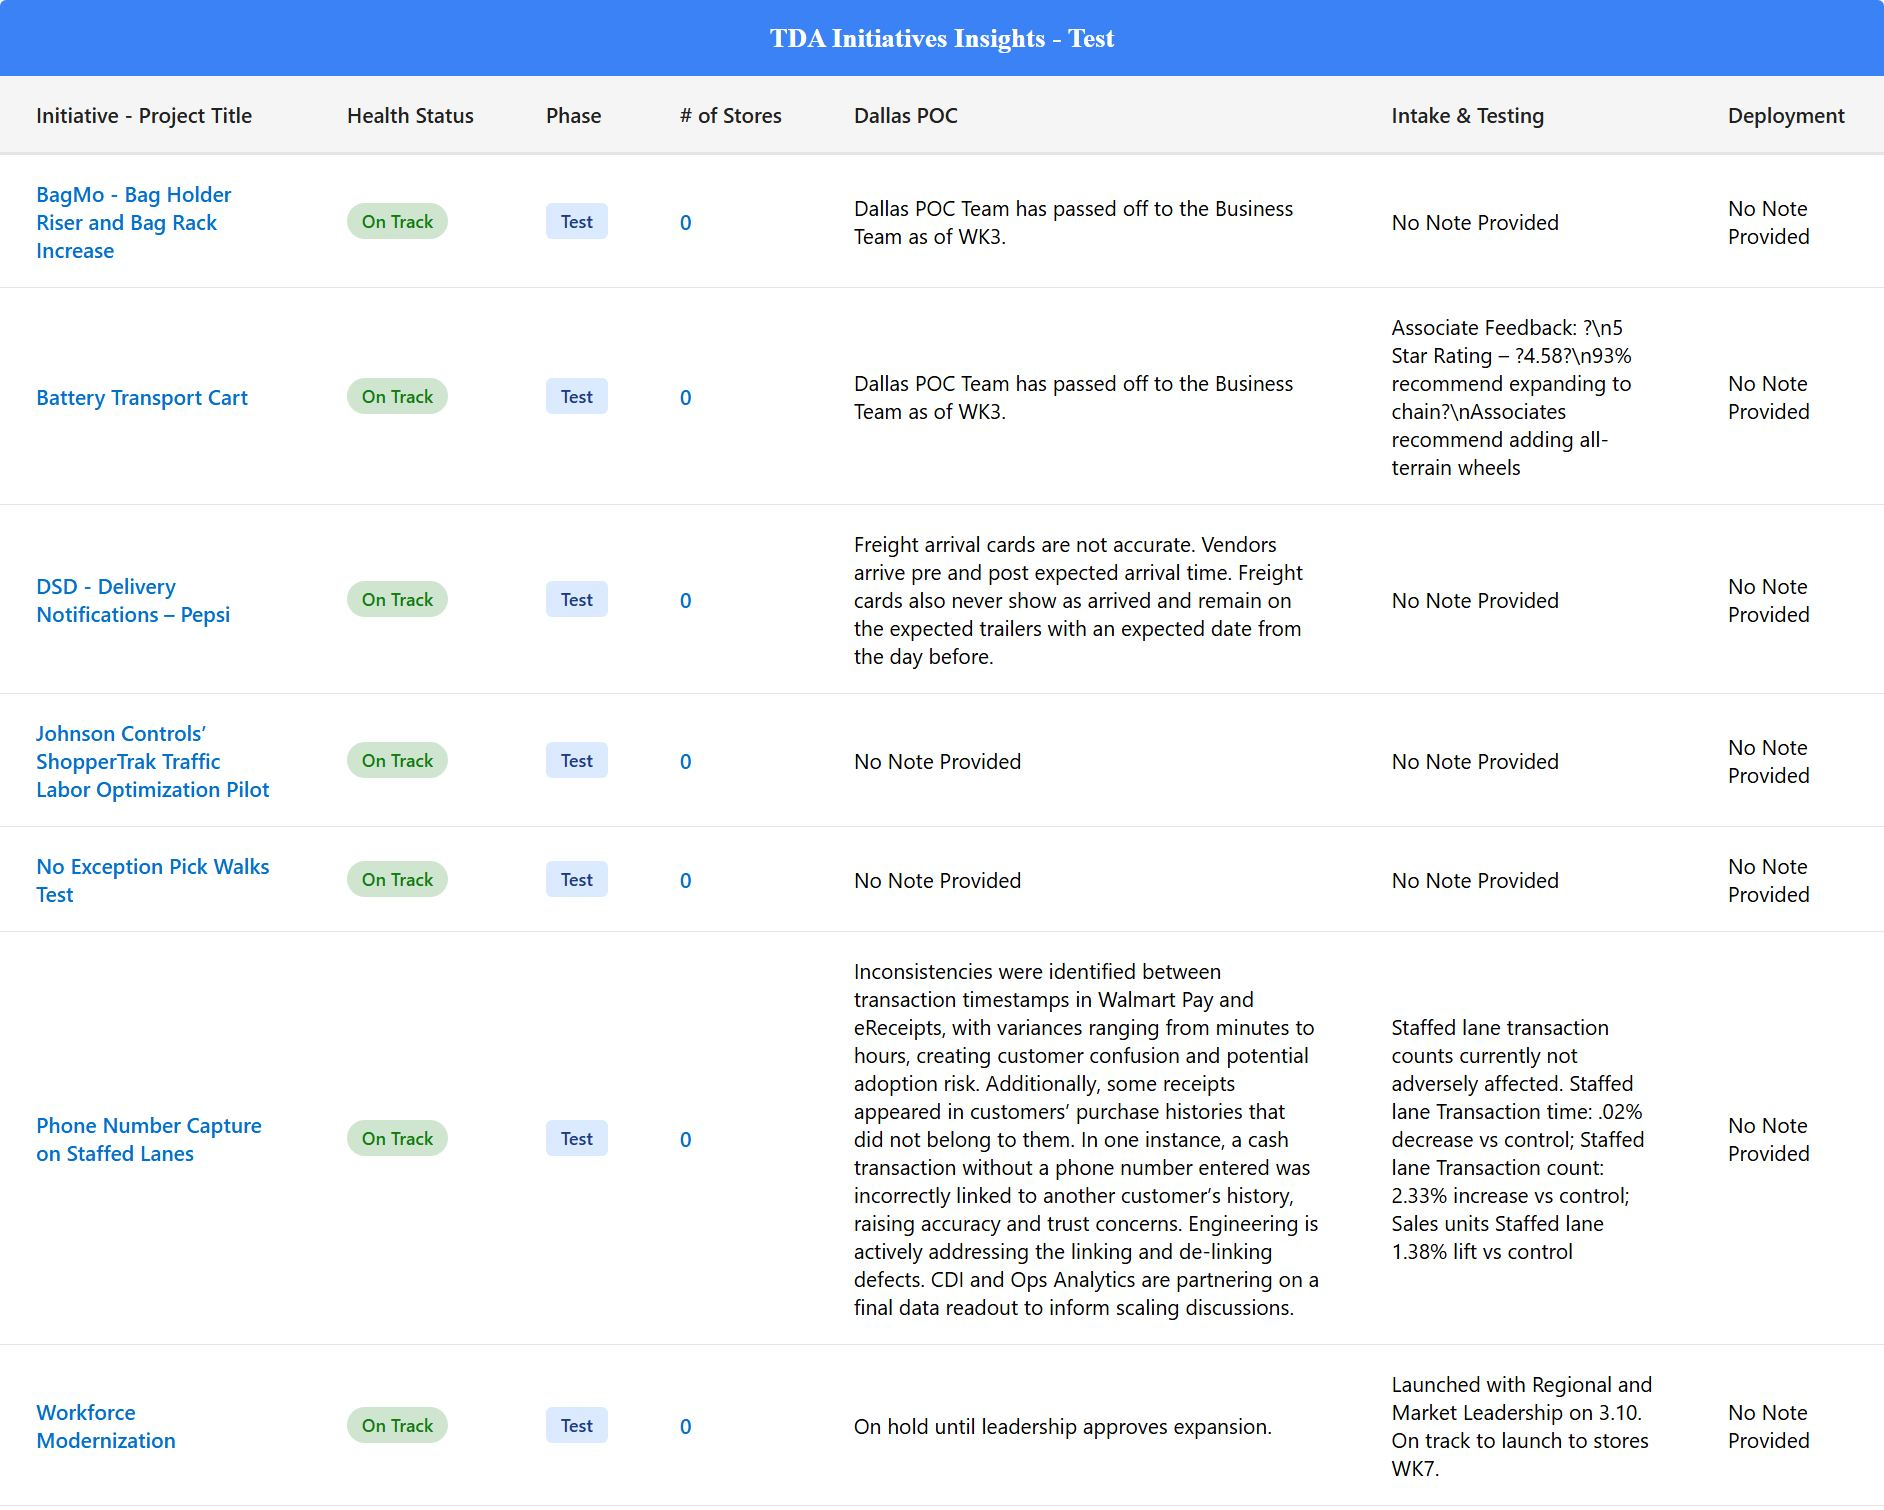 TDA Initiatives Insights - Test
Initiative - Project Title
Health Status
Phase
# of Stores
Dallas POC
Intake & Testing
Deployment
BagMo - Bag Holder
Riser and Bag Rack
Increase
On Track
Test
0
Dallas POC Team has passed off to the Business
Team as of WK3.
No Note Provided
No Note
Provided
Battery Transport Cart
On Track
Test
0
Dallas POC Team has passed off to the Business
Team as of WK3.
Associate Feedback: ?\n5
Star Rating – ?4.58?\n93%
recommend expanding to
chain?\nAssociates
recommend adding all-
terrain wheels
No Note
Provided
DSD - Delivery
Notifications – Pepsi
On Track
Test
0
Freight arrival cards are not accurate. Vendors
arrive pre and post expected arrival time. Freight
cards also never show as arrived and remain on
the expected trailers with an expected date from
the day before.
No Note Provided
No Note
Provided
Johnson Controls’
ShopperTrak Traffic
Labor Optimization Pilot
On Track
Test
0
No Note Provided
No Note Provided
No Note
Provided
No Exception Pick Walks
Test
On Track
Test
0
No Note Provided
No Note Provided
No Note
Provided
Phone Number Capture
on Staffed Lanes
On Track
Test
0
Inconsistencies were identified between
transaction timestamps in Walmart Pay and
eReceipts, with variances ranging from minutes to
hours, creating customer confusion and potential
adoption risk. Additionally, some receipts
appeared in customers’ purchase histories that
did not belong to them. In one instance, a cash
transaction without a phone number entered was
incorrectly linked to another customer’s history,
raising accuracy and trust concerns. Engineering is
actively addressing the linking and de-linking
defects. CDI and Ops Analytics are partnering on a
final data readout to inform scaling discussions.
Staffed lane transaction
counts currently not
adversely affected. Staffed
lane Transaction time: .02%
decrease vs control; Staffed
lane Transaction count:
2.33% increase vs control;
Sales units Staffed lane
1.38% lift vs control
No Note
Provided
Workforce
Modernization
On Track
Test
0
On hold until leadership approves expansion.
Launched with Regional and
Market Leadership on 3.10.
On track to launch to stores
WK7.
No Note
Provided